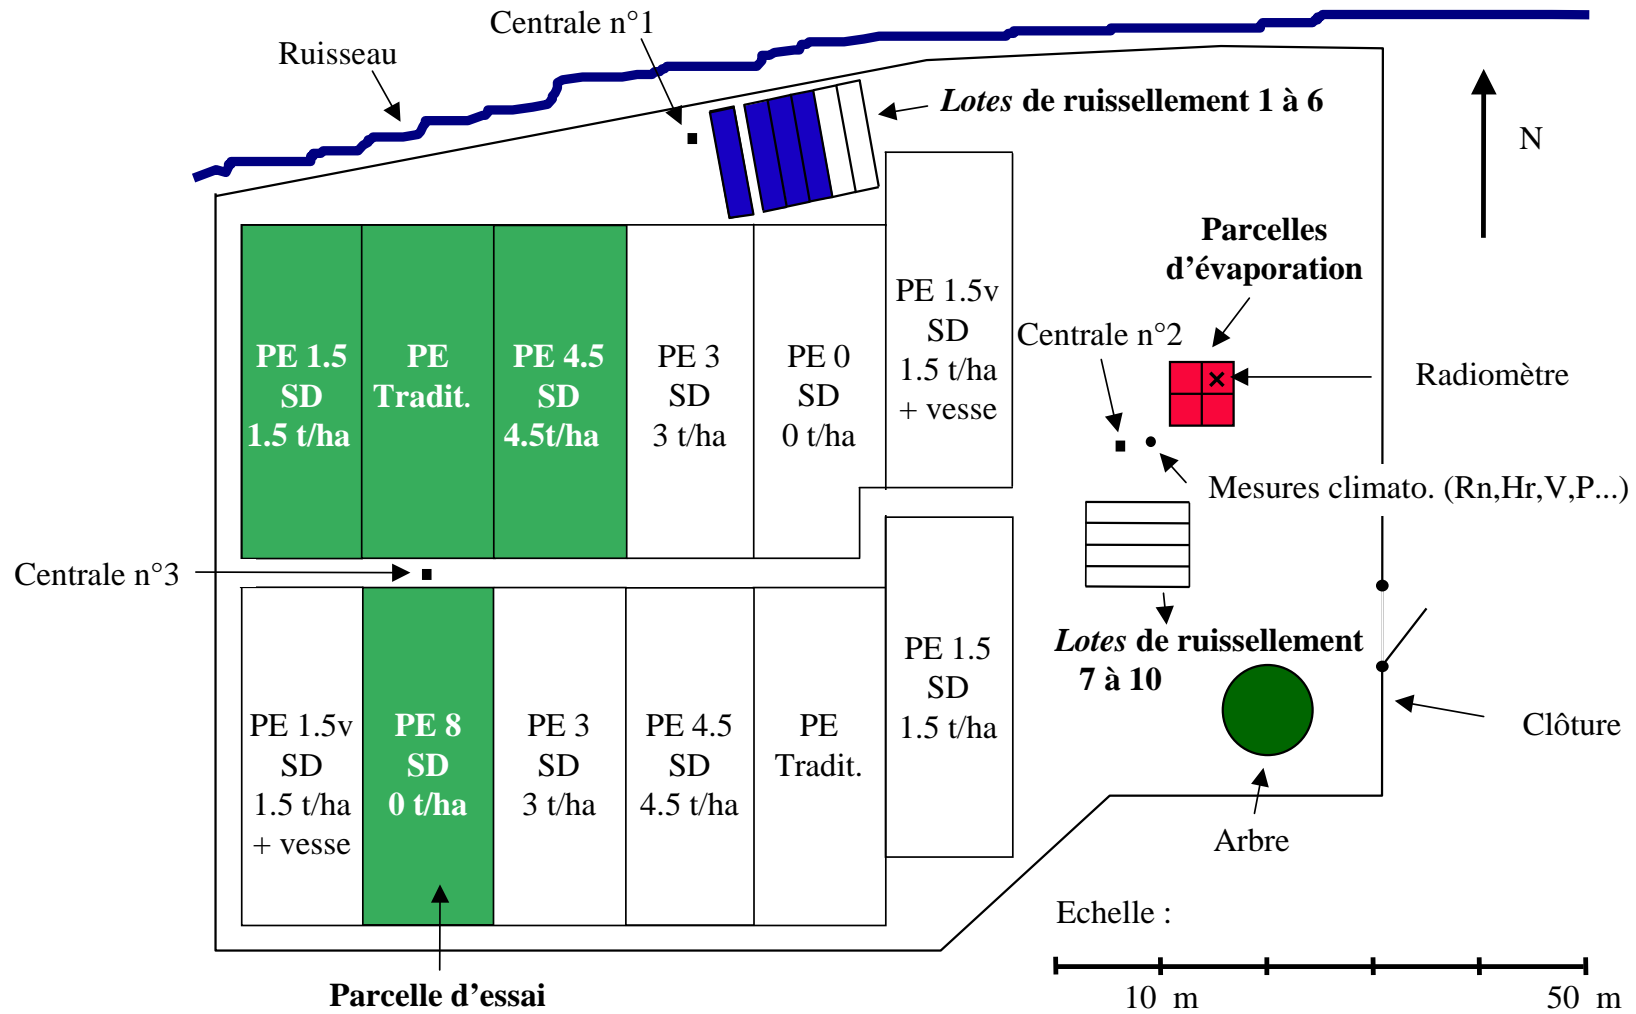 Centrale n°1
Ruisseau
Lotes de ruissellement 1 à 6
N
Parcelles
d'évaporation
Centrale n°2
Radiomètre
Mesures climato. (Rn,Hr,V,P...)
PE 1.5
SD
1.5 t/ha
PE
Tradit.
PE 4.5
SD
4.5t/ha
PE 3
SD
3 t/ha
PE 0
SD
0 t/ha
PE 1.5v
SD
1.5 t/ha
+ vesse
Centrale n°3
Lotes de ruissellement
7 à 10
PE 1.5v
SD
1.5 t/ha
+ vesse
PE 8
SD
0 t/ha
PE 3
SD
3 t/ha
PE 4.5
SD
4.5 t/ha
PE
Tradit.
PE 1.5
SD
1.5 t/ha
Clôture
Arbre
Echelle :
10 m
50 m
Parcelle d'essai